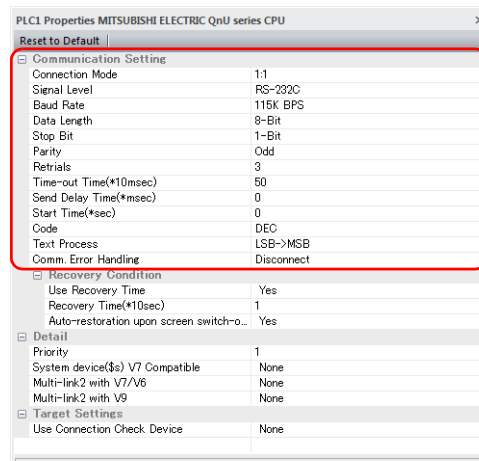 PLC1 Properties MITSUBISHI ELECTRIC QnU series CPU
Reset to Default
Communication Setting
Connection Mode 1:1
Signal Level RS-232C
Baud Rate 115K BPS
Data Length 8-Bit
Stop Bit 1-Bit
Parity Odd
Retrials 3
Time-out Time(*10msec) 50
Send Delay Time(*msec) 0
Start Time(*sec) 0
Code DEC
Text Process LSB->MSB
Comm. Error Handling Disconnect
Recovery Condition
Use Recovery Time Yes
Recovery Time(*10sec) 1
Auto-restoration upon screen switch-o... Yes
Detail
Priority 1
System device($s) V7 Compatible None
Multi-link2 with V7/V6 None
Multi-link2 with V9 None
Target Settings
Use Connection Check Device None